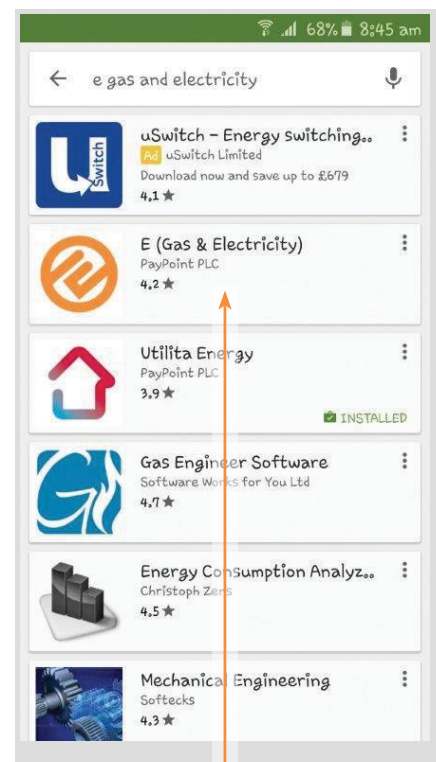 68% 8:45 am
e gas and electricity
U Switch
uSwitch – Energy switching..
Ad uSwitch Limited
Download now and save up to £679
4.1 ★
E (Gas & Electricity)
PayPoint PLC
4.2 ★
Utilita Energy
PayPoint PLC
3.9 ★
INSTALLED
Gas Engineer Software
Software Works for You Ltd
4.7 ★
Energy Consumption Analyz..
Christoph Zens
4.5 ★
Mechanical Engineering
Softecks
4.3 ★